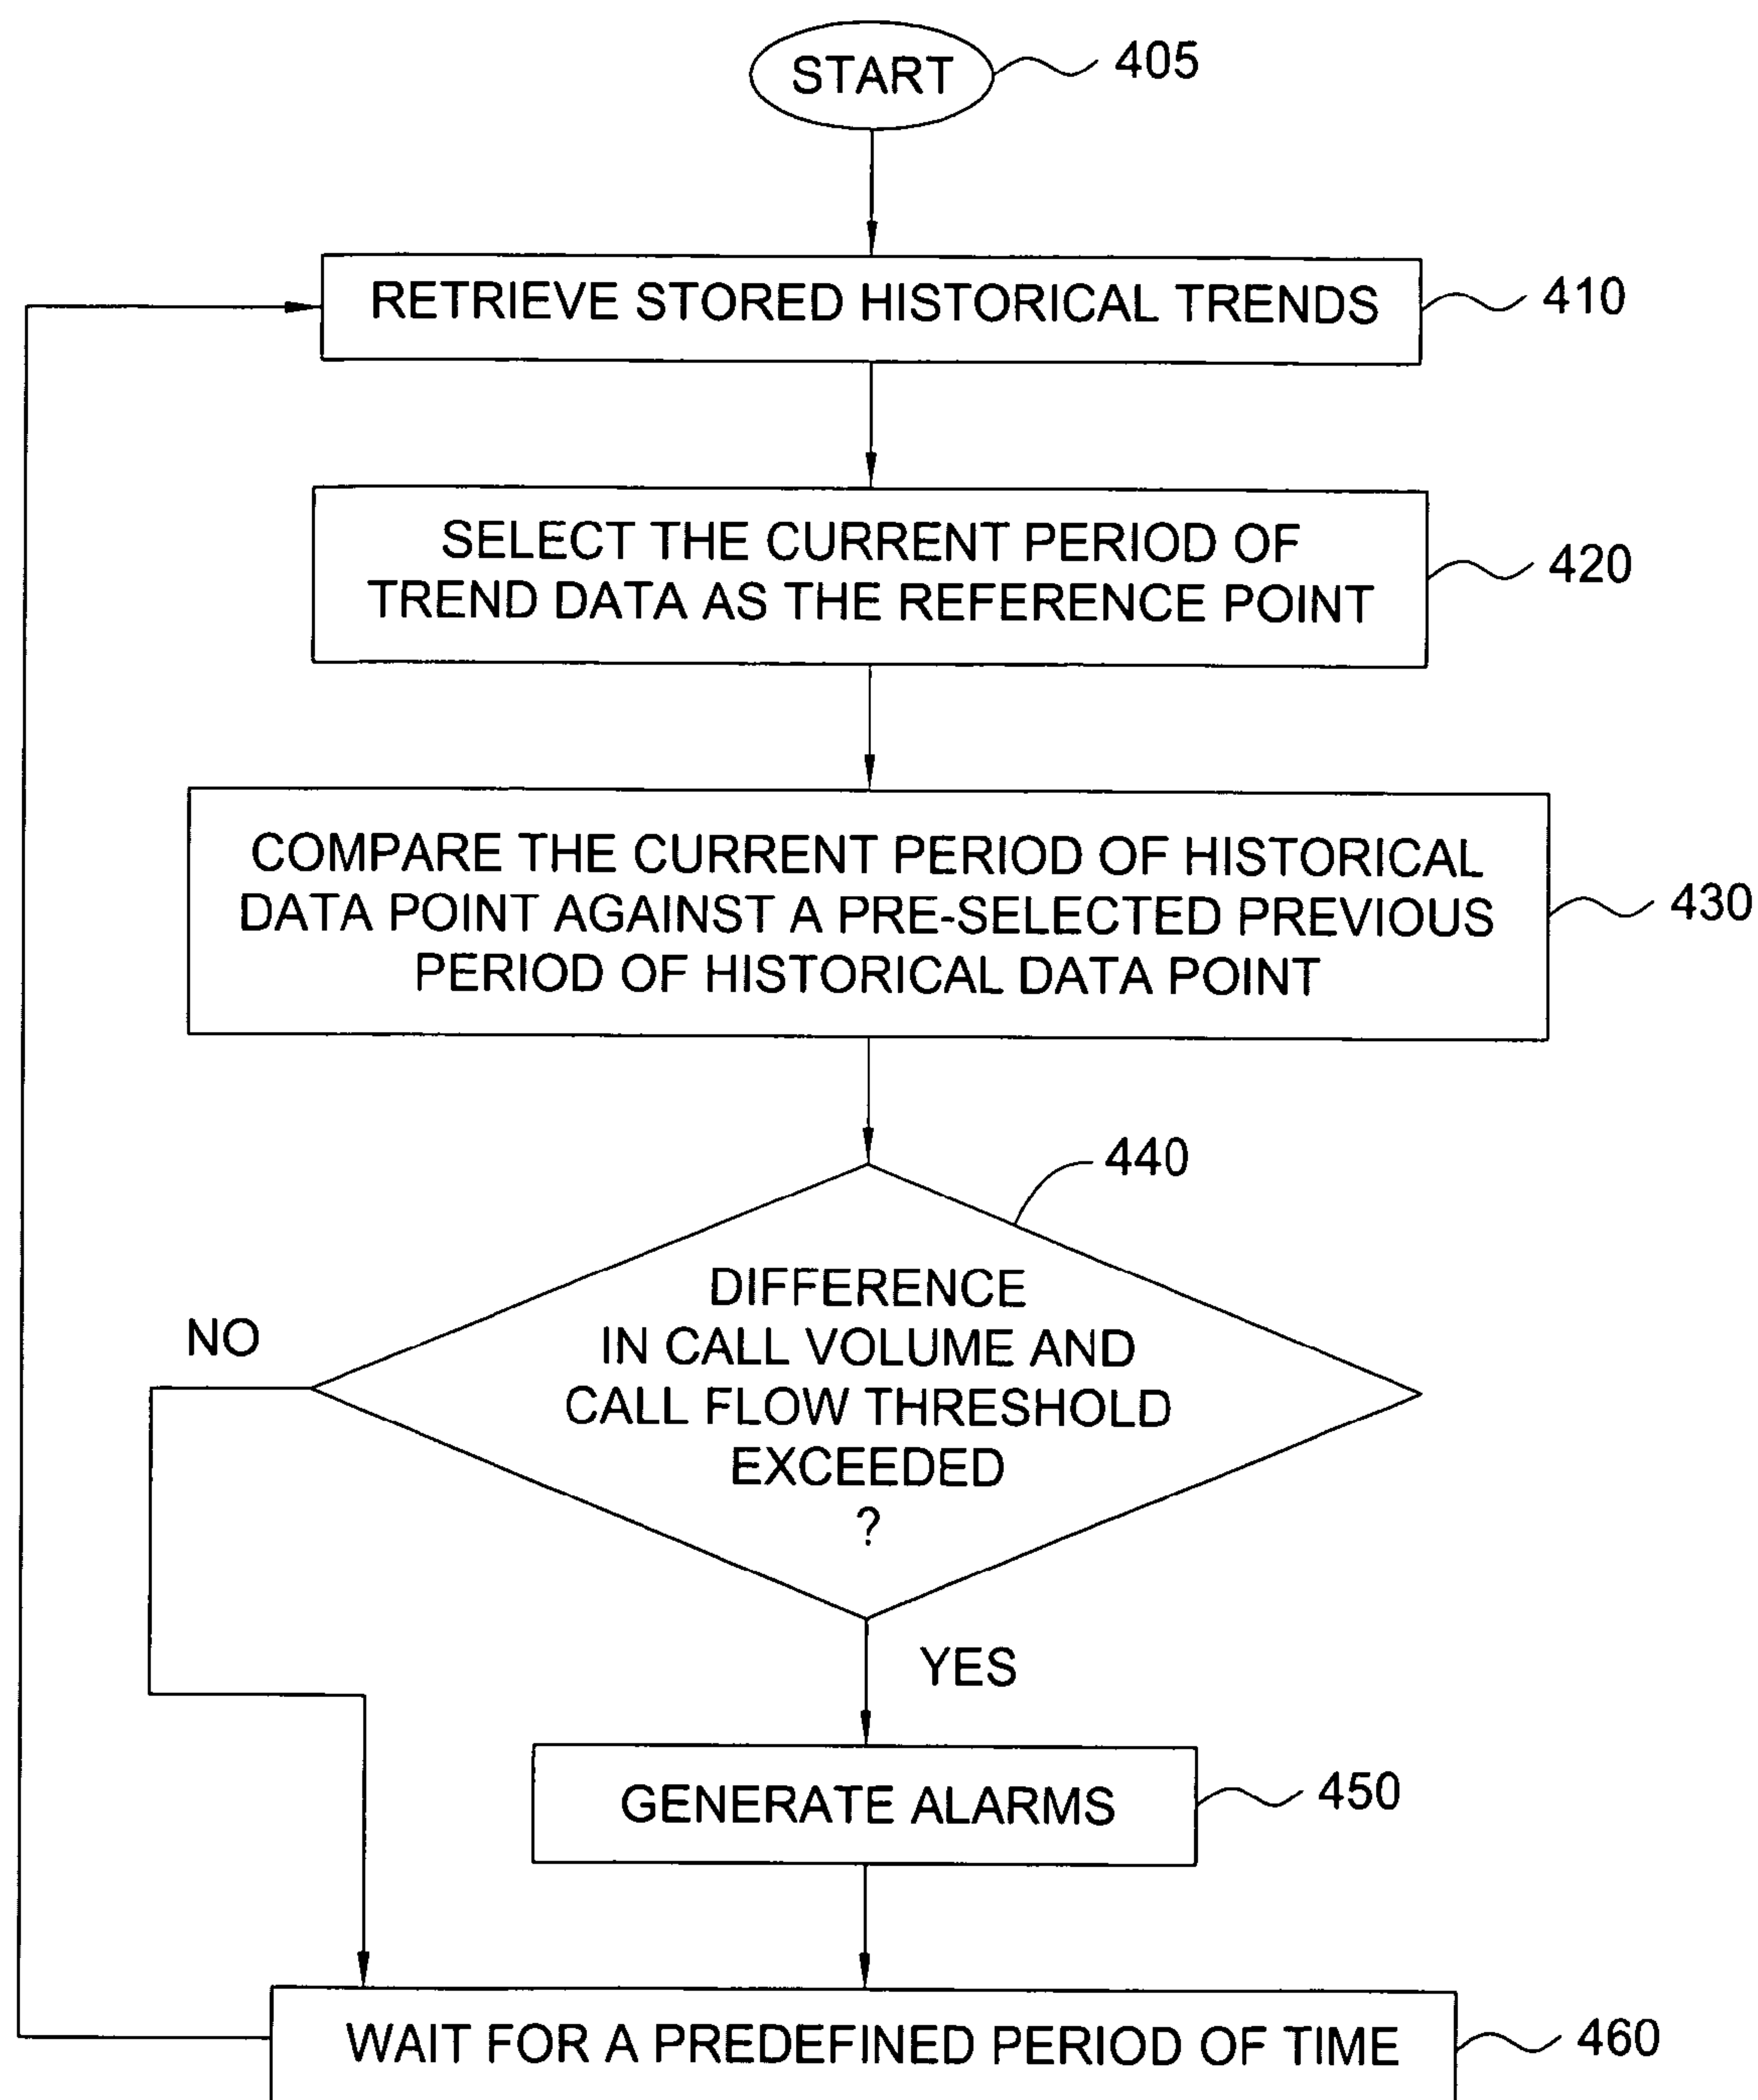 START
405
RETRIEVE STORED HISTORICAL TRENDS
410
SELECT THE CURRENT PERIOD OF
TREND DATA AS THE REFERENCE POINT
420
COMPARE THE CURRENT PERIOD OF HISTORICAL
DATA POINT AGAINST A PRE-SELECTED PREVIOUS
PERIOD OF HISTORICAL DATA POINT
430
440
DIFFERENCE
IN CALL VOLUME AND
CALL FLOW THRESHOLD
EXCEEDED
?
NO
YES
GENERATE ALARMS
450
WAIT FOR A PREDEFINED PERIOD OF TIME
460